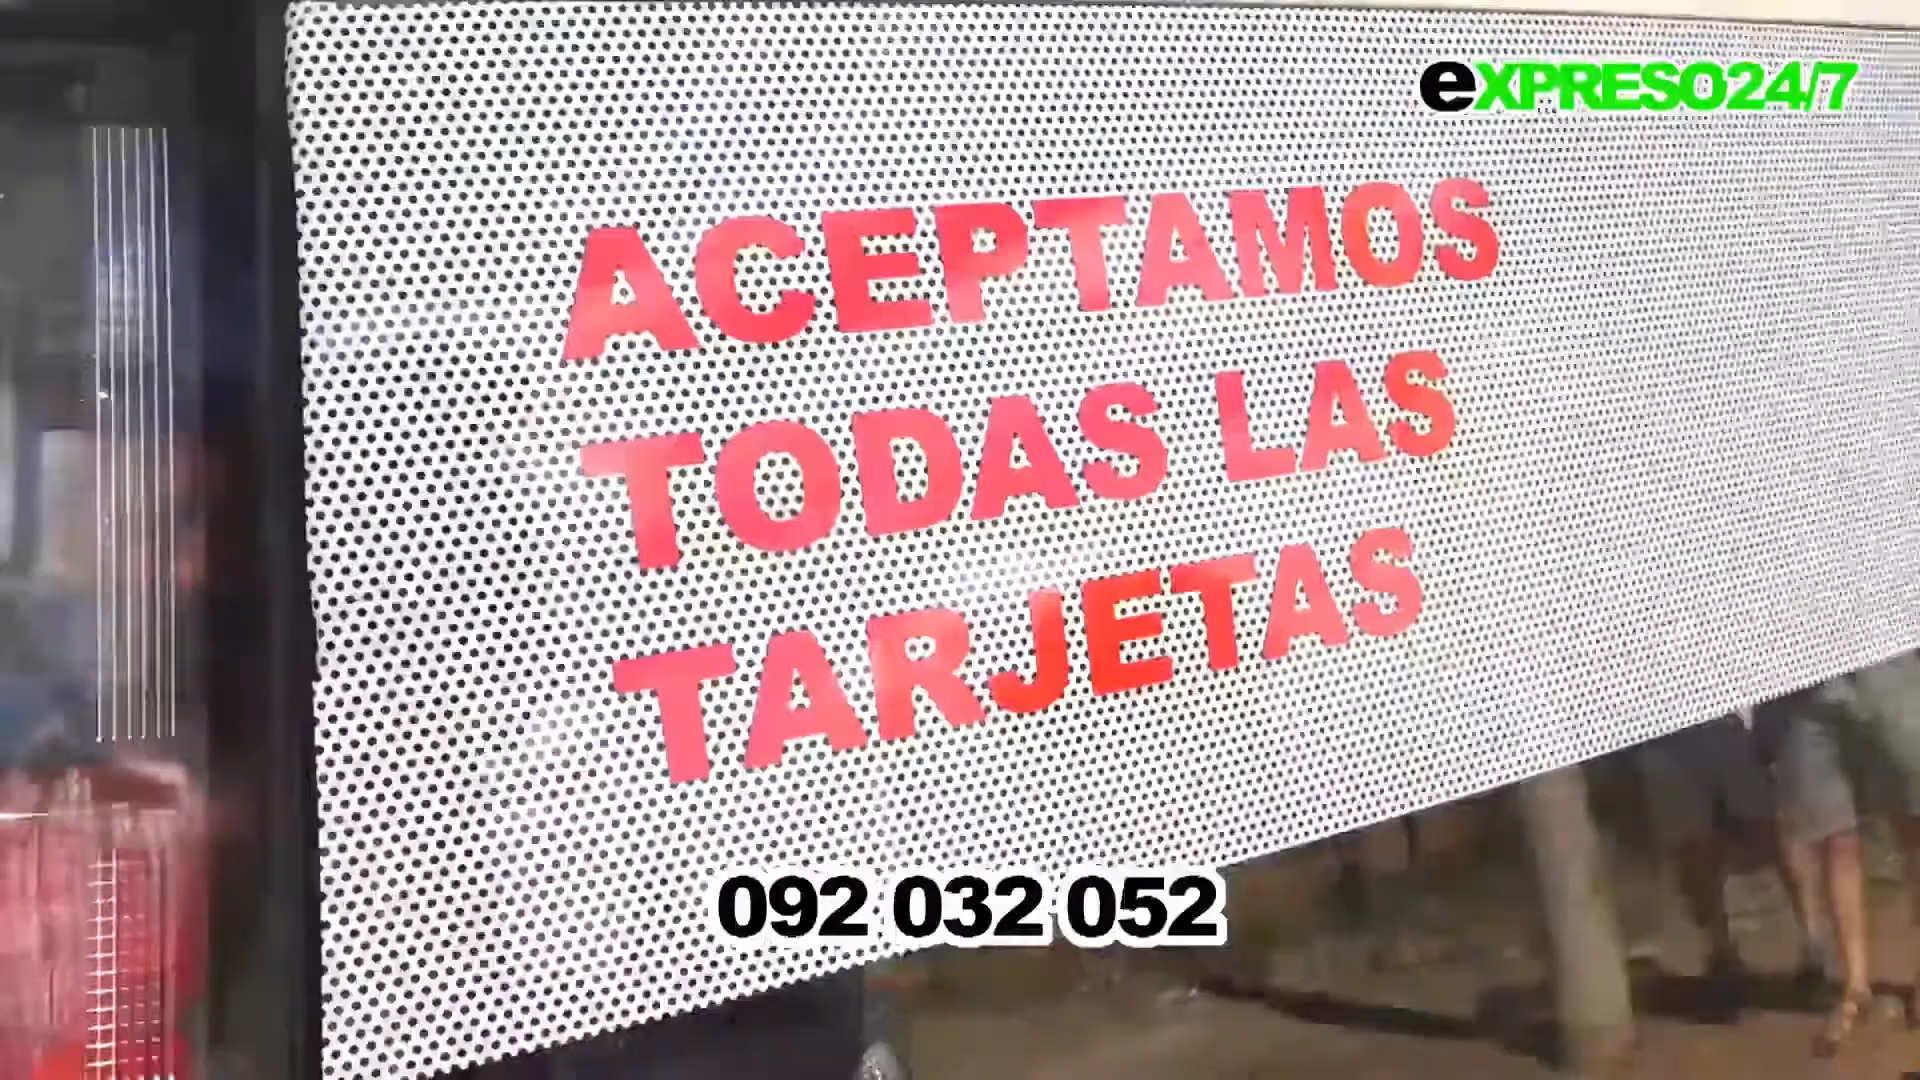 eXPRESO24/7
ACEPTAMOS
TODAS LAS
TARJETAS
092 032 052